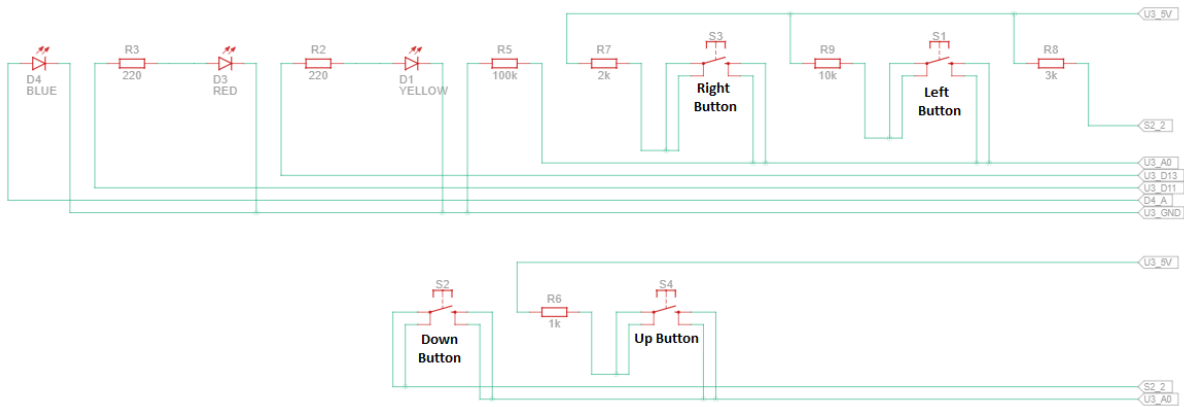 U3_5V
S3
S1
R3
R2
R5
R7
R9
R8
220
220
100k
2k
10k
3k
D4
BLUE
D3
RED
D1
YELLOW
Right
Button
Left
Button
S2_2
U3_A0
U3_D13
U3_D11
D4_A
U3_GND
U3_5V
S2
S4
R6
1k
Down
Button
Up Button
S2_2
U3_A0